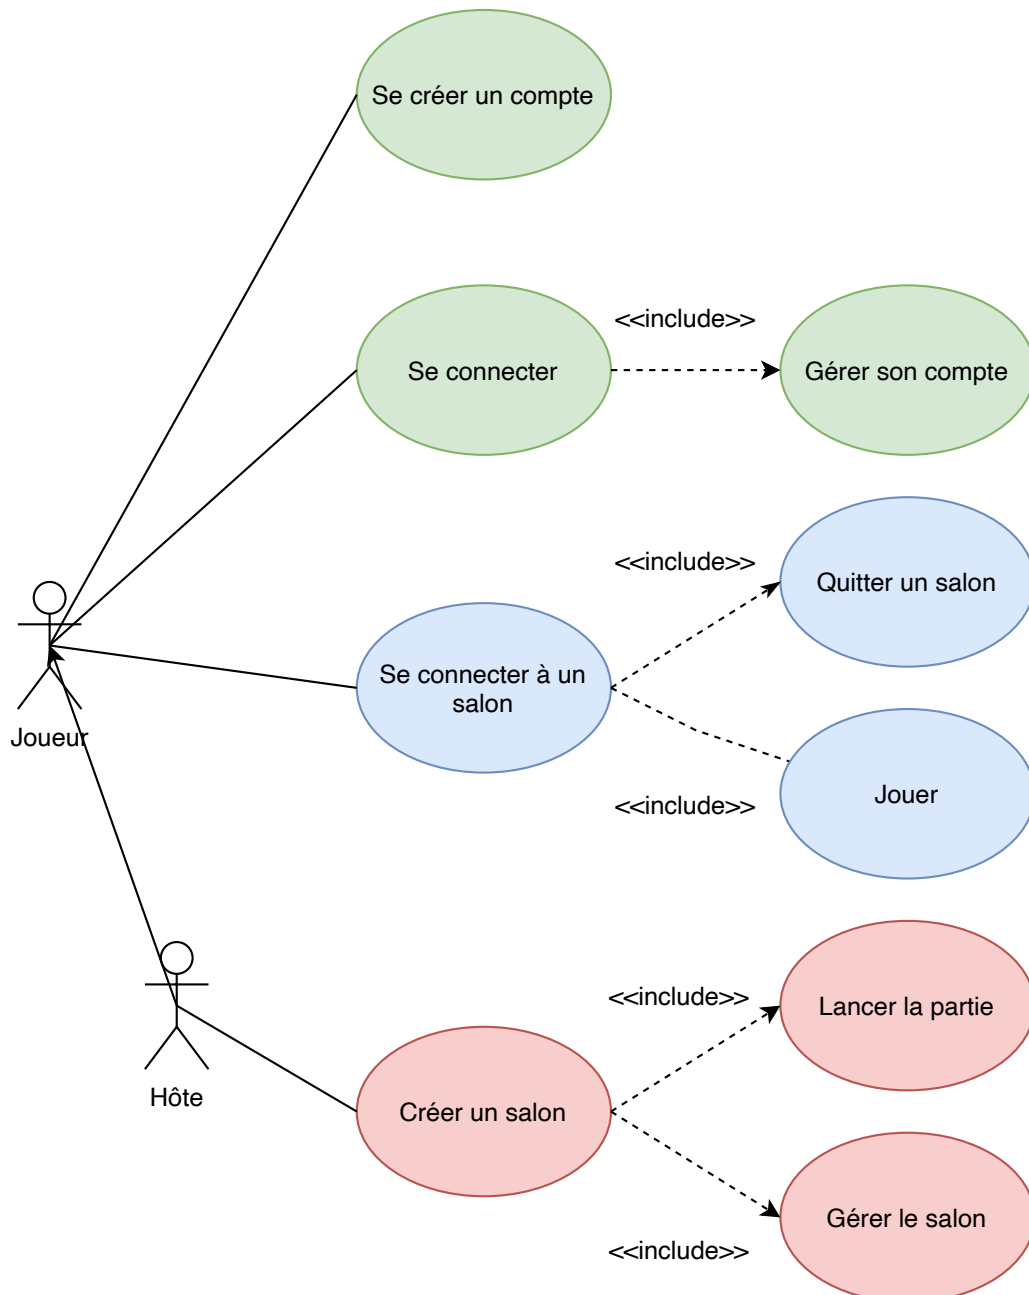 Se créer un compte
<<include>>
Se connecter
Gérer son compte
<<include>>
Quitter un salon
Se connecter à un
salon
Joueur
<<include>>
Jouer
<<include>>
Lancer la partie
Hôte
Créer un salon
Gérer le salon
<<include>>